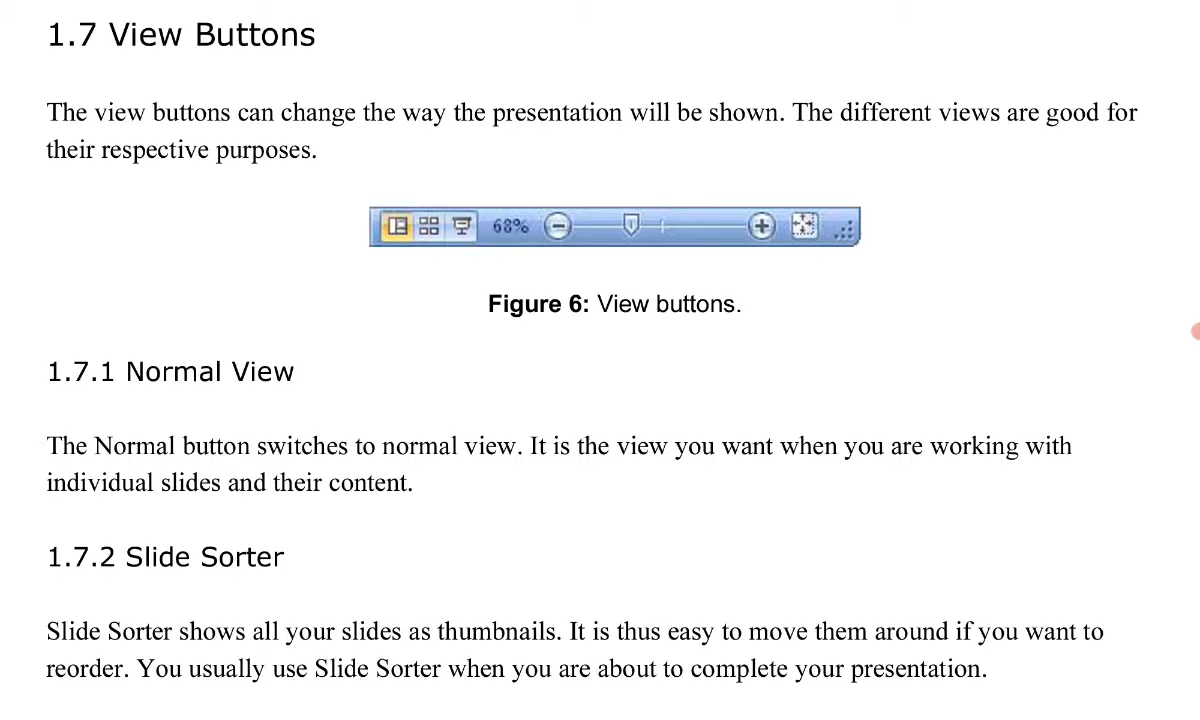 1.7 View Buttons
The view buttons can change the way the presentation will be shown. The different views are good for
their respective purposes.
68%
Figure 6: View buttons.
1.7.1 Normal View
The Normal button switches to normal view. It is the view you want when you are working with
individual slides and their content.
1.7.2 Slide Sorter
Slide Sorter shows all your slides as thumbnails. It is thus easy to move them around if you want to
reorder. You usually use Slide Sorter when you are about to complete your presentation.